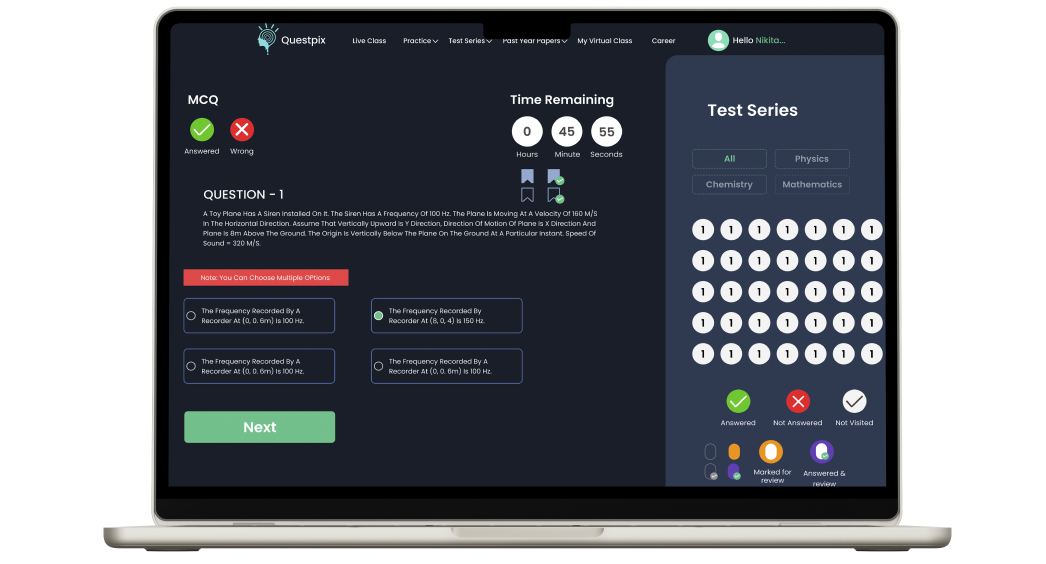 Questpix
Live Class
Practice
Test Series
Past Year Papers
My Virtual Class
Career
Hello Nikita...
MCQ
Answered
Wrong
Time Remaining
0
45
55
Hours
Minute
Seconds
QUESTION - 1
A Toy Plane Has A Siren Installed On It. The Siren Has A Frequency Of 100 Hz. The Plane Is Moving At A Velocity Of 160 M/S
In The Horizontal Direction. Assume That Vertically Upward Is Y Direction, Direction Of Motion Of Plane Is X Direction And
Plane Is 8m Above The Ground. The Origin Is Vertically Below The Plane On The Ground At A Particular Instant. Speed Of
Sound = 320 M/S.
Note: You Can Choose Multiple OPtions
The Frequency Recorded By A
Recorder At (0, 0. 6m) Is 100 Hz.
The Frequency Recorded By
Recorder At (8, 0, 4) Is 150 Hz.
The Frequency Recorded By A
Recorder At (0, 0. 6m) Is 100 Hz.
The Frequency Recorded By A
Recorder At (0, 0. 6m) Is 100 Hz.
Next
Test Series
All
Physics
Chemistry
Mathematics
1 1 1 1 1 1 1
1 1 1 1 1 1 1
1 1 1 1 1 1 1
1 1 1 1 1 1 1
1 1 1 1 1 1 1
Answered
Not Answered
Not Visited
Marked for
review
Answered &
review